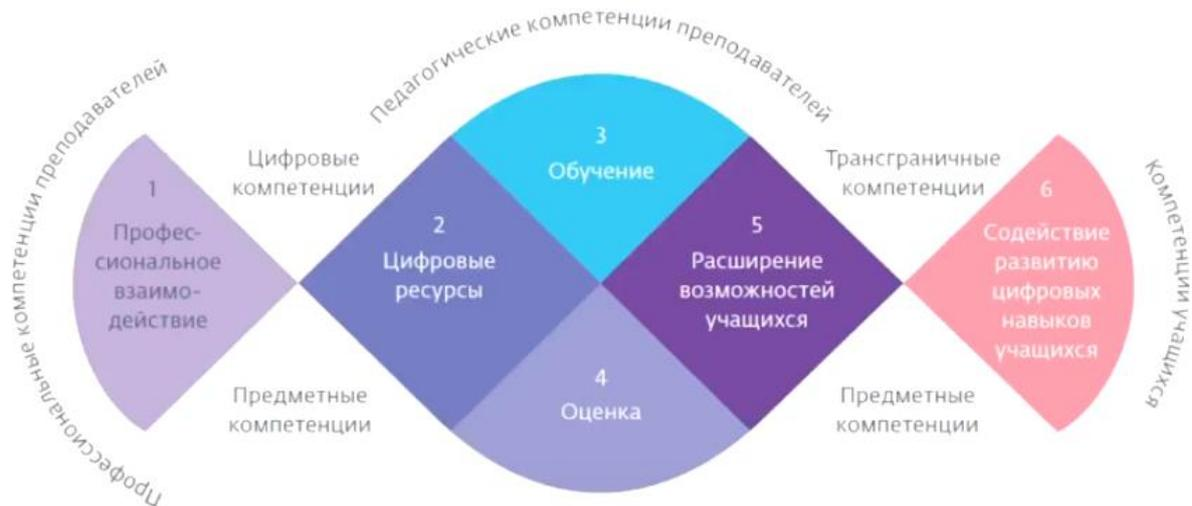 Профессиональные компетенции преподавателей
Педагогические компетенции преподавателей
Компетенции учащихся
1
Профес-
сиональное
взаимо-
действие
Цифровые
компетенции
Предметные
компетенции
2
Цифровые
ресурсы
3
Обучение
4
Оценка
5
Расширение
возможностей
учащихся
Трансграничные
компетенции
Предметные
компетенции
6
Содействие
развитию
цифровых
навыков
учащихся